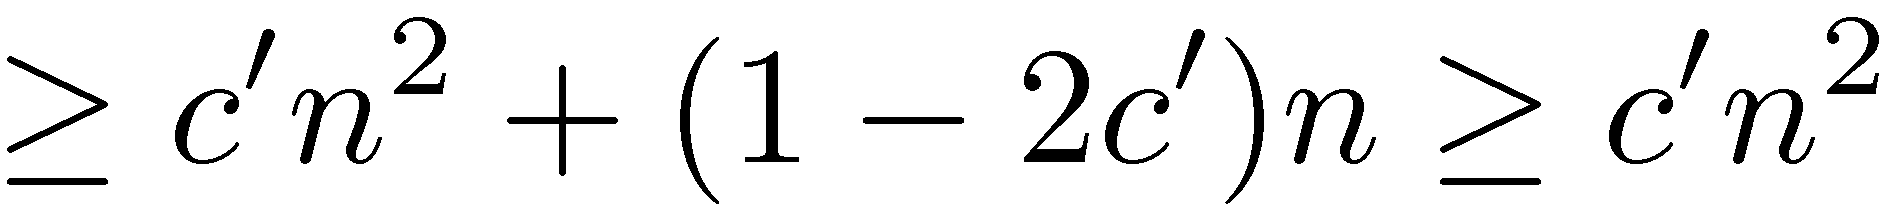 ≥ c′n² + (1 − 2c′)n ≥ c′n²